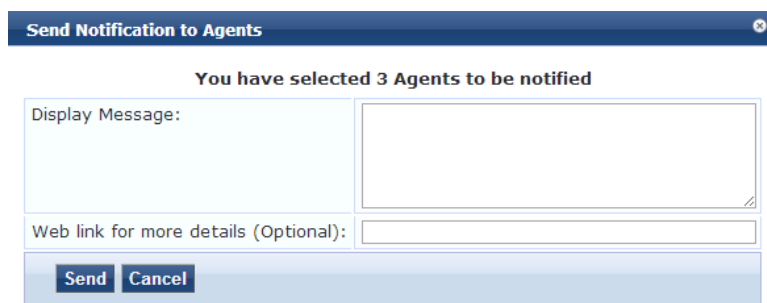 Send Notification to Agents
You have selected 3 Agents to be notified
Display Message:
Web link for more details (Optional):
Send Cancel